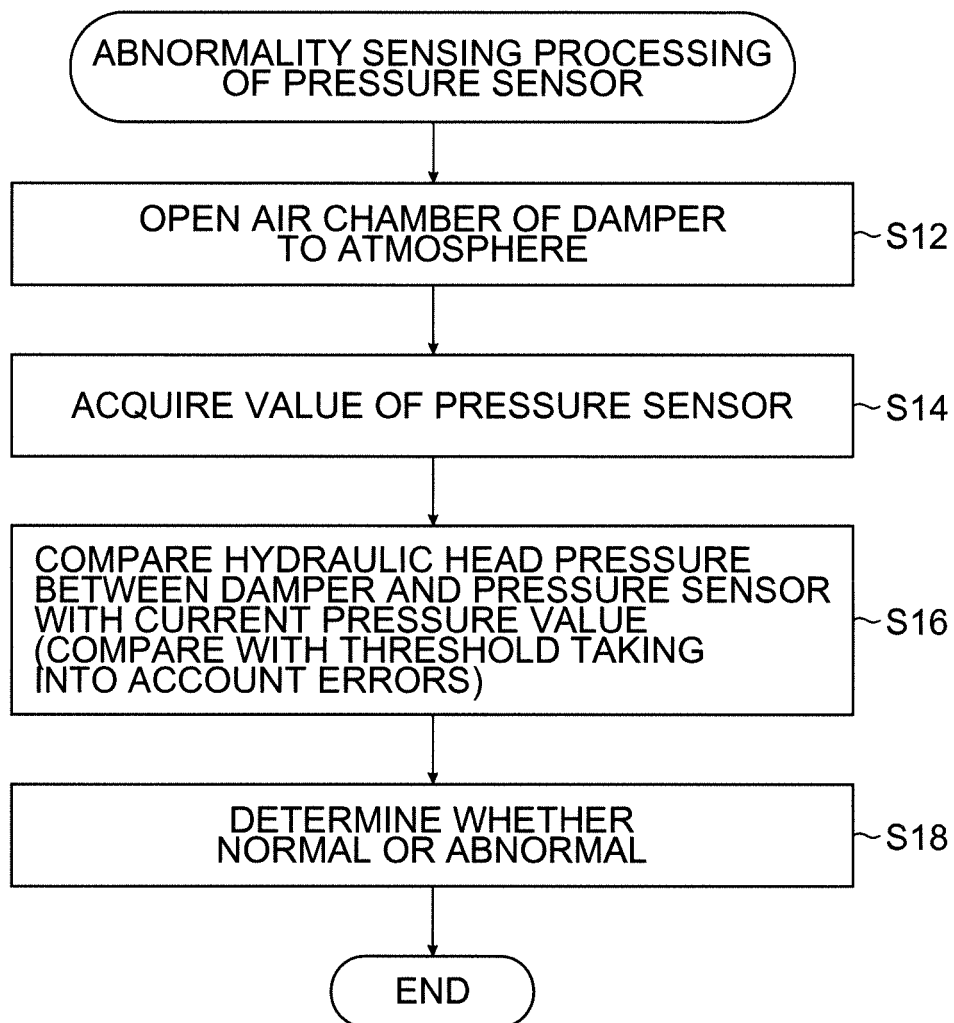 ABNORMALITY SENSING PROCESSING
OF PRESSURE SENSOR
OPEN AIR CHAMBER OF DAMPER
TO ATMOSPHERE
S12
ACQUIRE VALUE OF PRESSURE SENSOR
S14
COMPARE HYDRAULIC HEAD PRESSURE
BETWEEN DAMPER AND PRESSURE SENSOR
WITH CURRENT PRESSURE VALUE
(COMPARE WITH THRESHOLD TAKING
INTO ACCOUNT ERRORS)
S16
DETERMINE WHETHER
NORMAL OR ABNORMAL
S18
END